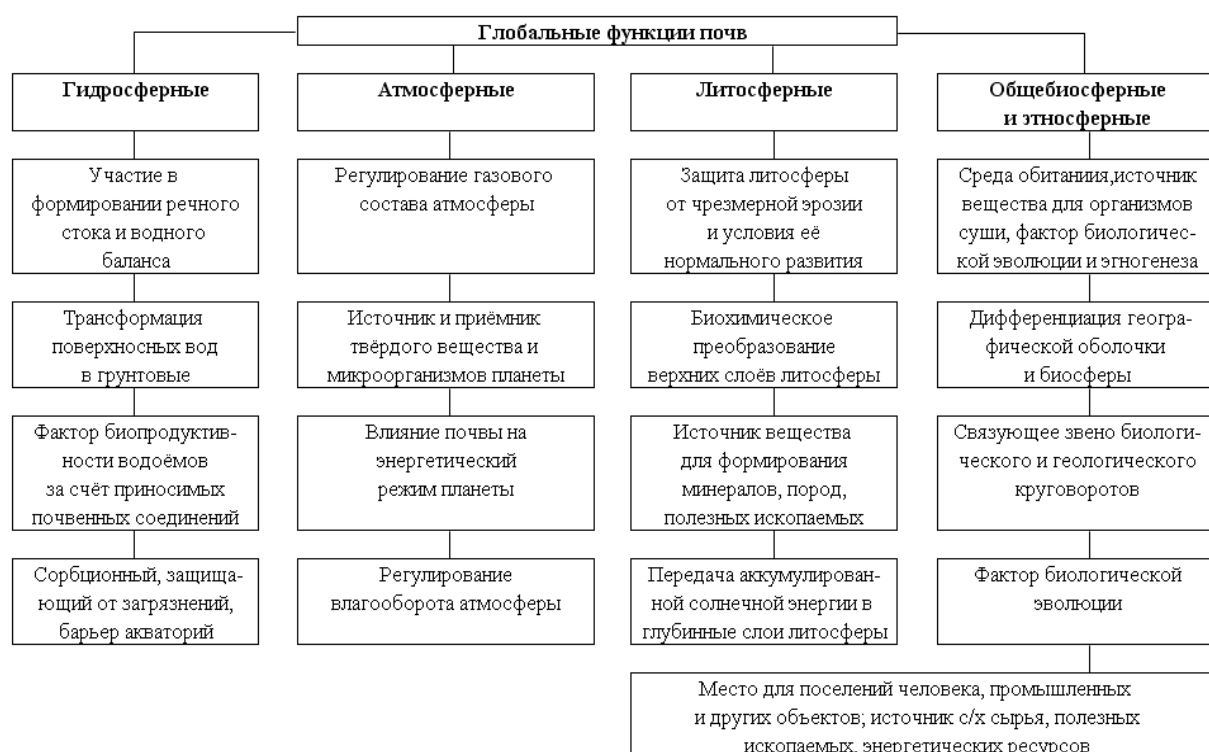 Глобальные функции почв
Гидросферные
Участие в
формировании речного
стока и водного
баланса
Трансформация
поверхносных вод
в грунтовые
Фактор биопродуктив-
ности водоёмов
за счёт приносимых
почвенных соединений
Сорбционный, защища-
ющий от загрязнений,
барьер акваторий
Атмосферные
Регулирование газового
состава атмосферы
Источник и приёмник
твёрдого вещества и
микроорганизмов планеты
Влияние почвы на
энергетический
режим планеты
Регулирование
влагооборота атмосферы
Литосферные
Защита литосферы
от чрезмерной эрозии
и условия её
нормального развития
Биохимическое
преобразование
верхних слоёв литосферы
Источник вещества
для формирования
минералов, пород,
полезных ископаемых
Передача аккумулирован-
ной солнечной энергии в
глубинные слои литосферы
Общебиосферные
и этносферные
Среда обитаниия,источник
вещества для организмов
суши, фактор биологичес-
кой эволюции и этногенеза
Дифференциация геогра-
фической оболочки
и биосферы
Связующее звено биологи-
ческого и геологического
круговоротов
Фактор биологической
эволюции
Место для поселений человека, промышленных
и других объектов; источник с/х сырья, полезных
ископаемых, энергетических ресурсов